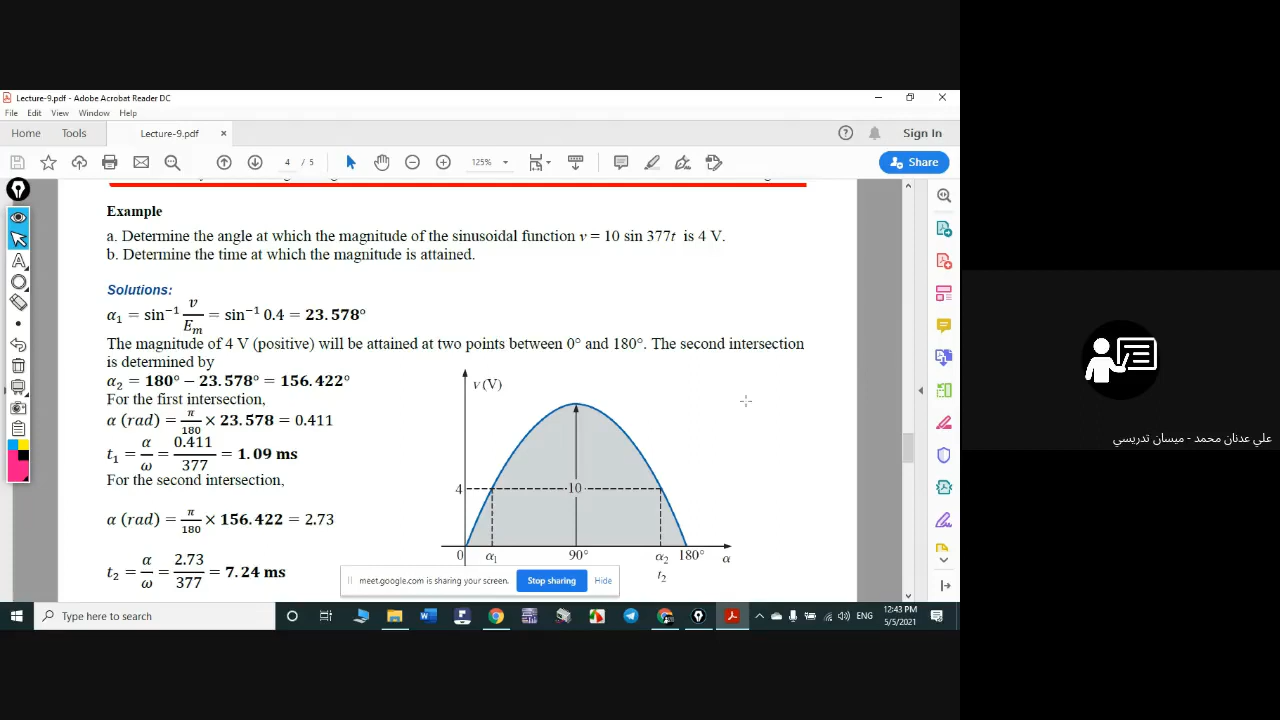 Lecture-9.pdf - Adobe Acrobat Reader DC
File Edit View Window Help
Home Tools Lecture-9.pdf × Sign In
4 / 5 125% Share
Example
a. Determine the angle at which the magnitude of the sinusoidal function v = 10 sin 377t is 4 V.
b. Determine the time at which the magnitude is attained.
Solutions:
α₁ = sin⁻¹ v/Eₘ = sin⁻¹ 0.4 = 23.578°
The magnitude of 4 V (positive) will be attained at two points between 0° and 180°. The second intersection
is determined by
α₂ = 180° − 23.578° = 156.422°
For the first intersection,
α (rad) = π/180 × 23.578 = 0.411
t₁ = α/ω = 0.411/377 = 1.09 ms
For the second intersection,
α (rad) = π/180 × 156.422 = 2.73
t₂ = α/ω = 2.73/377 = 7.24 ms
v (V)
4 10
0 α₁ 90° α₂ 180° α
t₂
meet.google.com is sharing your screen. Stop sharing Hide
Type here to search
ENG
12:43 PM
5/5/2021
علي عدنان محمد - ميسان تدريسي